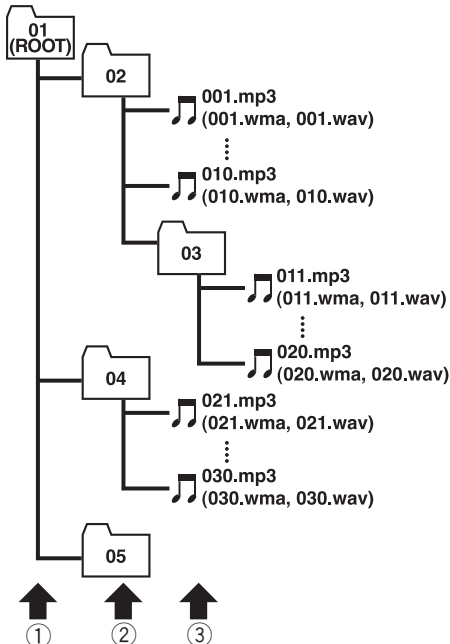 01
(ROOT)
02
001.mp3
(001.wma, 001.wav)
010.mp3
(010.wma, 010.wav)
03
011.mp3
(011.wma, 011.wav)
020.mp3
(020.wma, 020.wav)
04
021.mp3
(021.wma, 021.wav)
030.mp3
(030.wma, 030.wav)
05
① ② ③